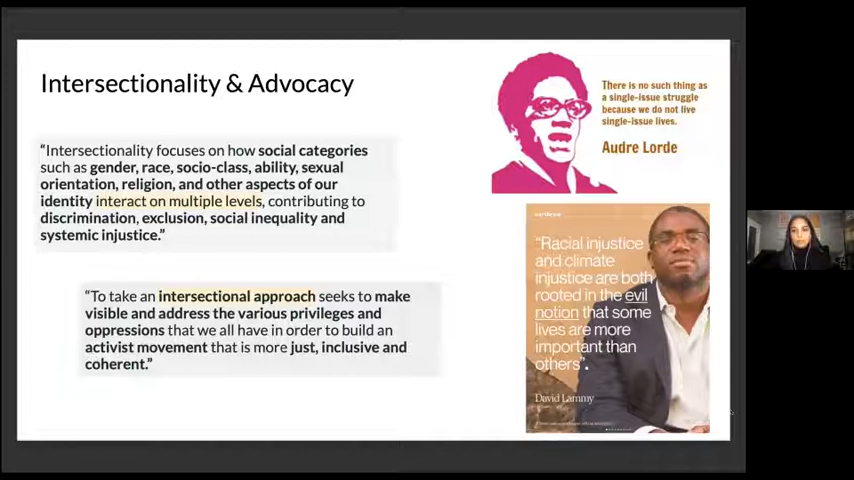 Intersectionality & Advocacy
“Intersectionality focuses on how social categories
such as gender, race, socio-class, ability, sexual
orientation, religion, and other aspects of our
identity interact on multiple levels, contributing to
discrimination, exclusion, social inequality and
systemic injustice.”
“To take an intersectional approach seeks to make
visible and address the various privileges and
oppressions that we all have in order to build an
activist movement that is more just, inclusive and
coherent.”
There is no such thing as
a single-issue struggle
because we do not live
single-issue lives.
Audre Lorde
“Racial injustice
and climate
injustice are both
rooted in the evil
notion that some
lives are more
important than
others”.
David Lammy